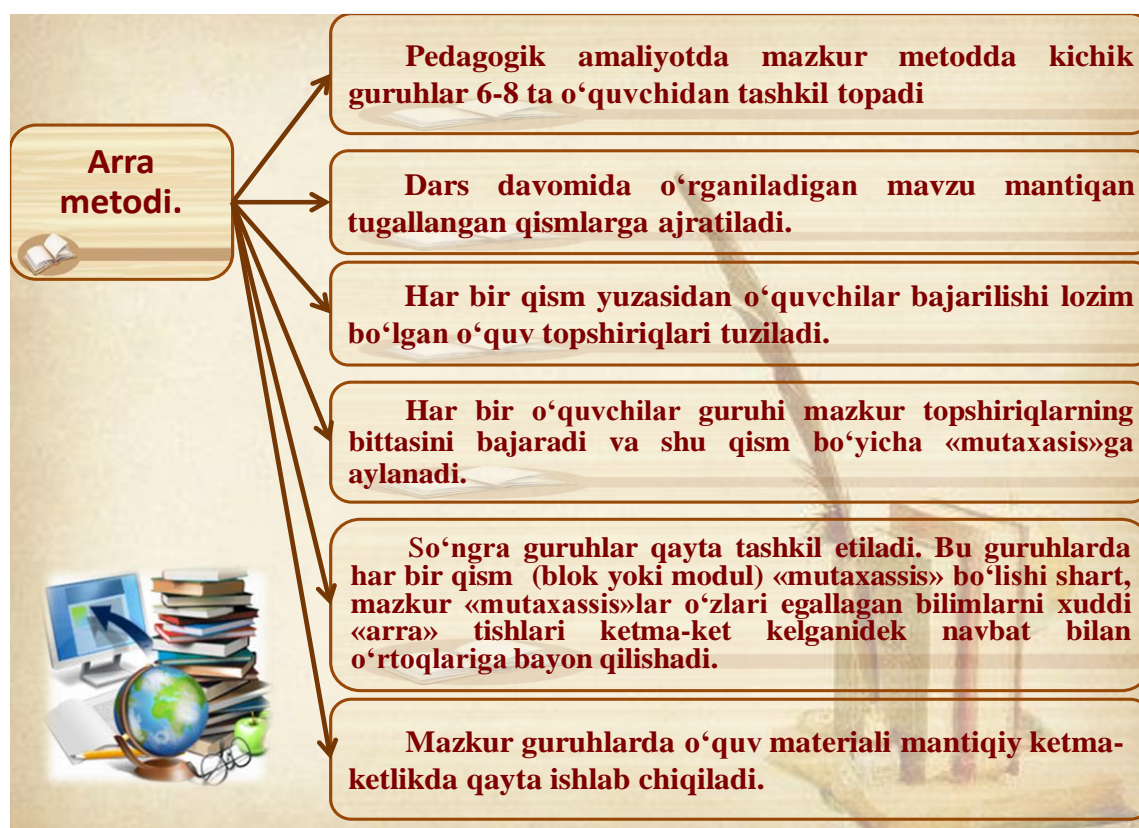 Arra
metodi.
Pedagogik amaliyotda mazkur metodda kichik
guruhlar 6-8 ta o‘quvchidan tashkil topadi
Dars davomida o‘rganiladigan mavzu mantiqan
tugallangan qismlarga ajratiladi.
Har bir qism yuzasidan o‘quvchilar bajarilishi lozim
bo‘lgan o‘quv topshiriqlari tuziladi.
Har bir o‘quvchilar guruhi mazkur topshiriqlarning
bittasini bajaradi va shu qism bo‘yicha «mutaxasis»ga
aylanadi.
So‘ngra guruhlar qayta tashkil etiladi. Bu guruhlarda
har bir qism (blok yoki modul) «mutaxassis» bo‘lishi shart,
mazkur «mutaxassis»lar o‘zlari egallagan bilimlarni xuddi
«arra» tishlari ketma-ket kelganidek navbat bilan
o‘rtoqlariga bayon qilishadi.
Mazkur guruhlarda o‘quv materiali mantiqiy ketma-
ketlikda qayta ishlab chiqiladi.